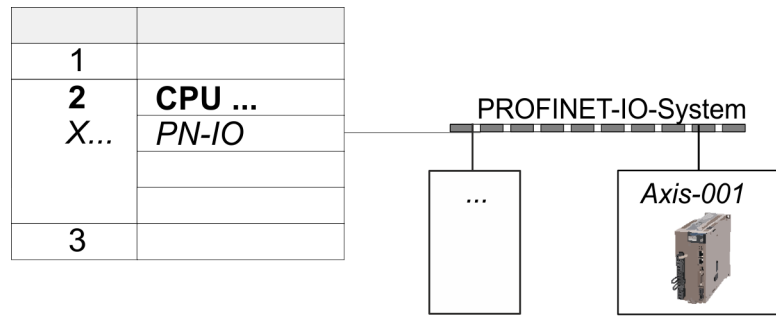 1
2 CPU ...
X... PN-IO
3
PROFINET-IO-System
...
Axis-001